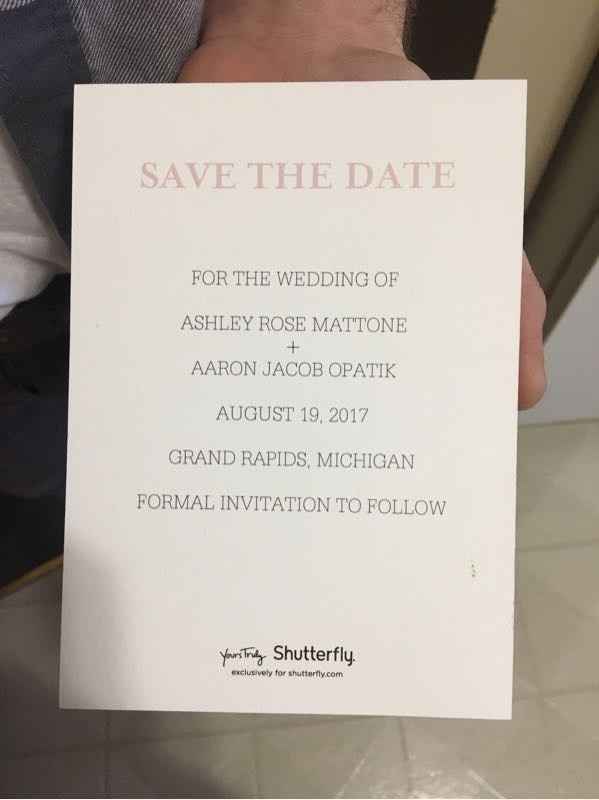 SAVE THE DATE
FOR THE WEDDING OF
ASHLEY ROSE MATTONE
+
AARON JACOB OPATIK
AUGUST 19, 2017
GRAND RAPIDS, MICHIGAN
FORMAL INVITATION TO FOLLOW
Yours Truly Shutterfly.
exclusively for shutterfly.com